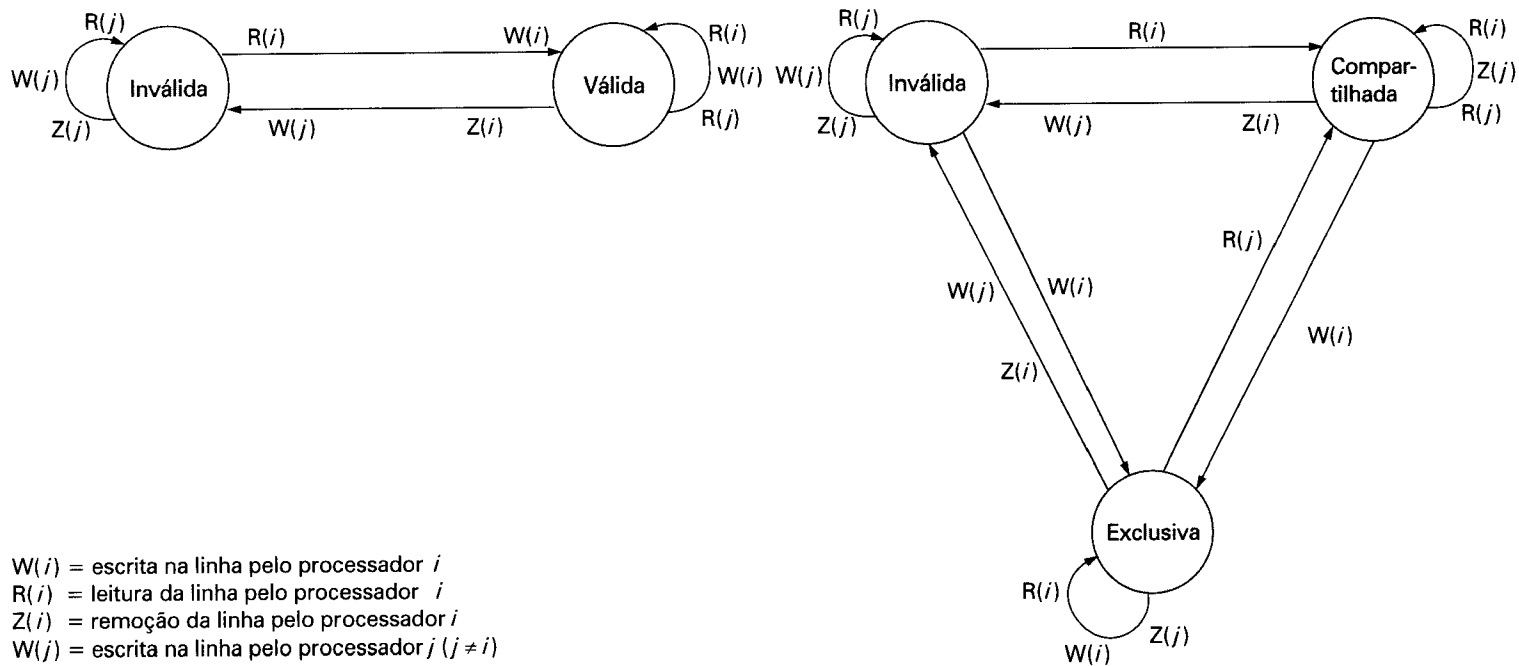 R(j)
W(j)
Z(j)
Inválida
R(i)
W(i)
W(j)
Z(i)
Válida
R(i)
W(i)
R(j)
R(j)
W(j)
Z(j)
Inválida
R(i)
W(j)
Z(i)
Compar-
tilhada
R(i)
Z(j)
R(j)
W(j)
Z(i)
W(i)
R(j)
W(i)
Exclusiva
R(i)
W(i)
Z(j)
W(i) = escrita na linha pelo processador i
R(i) = leitura da linha pelo processador i
Z(i) = remoção da linha pelo processador i
W(j) = escrita na linha pelo processador j (j ≠ i)